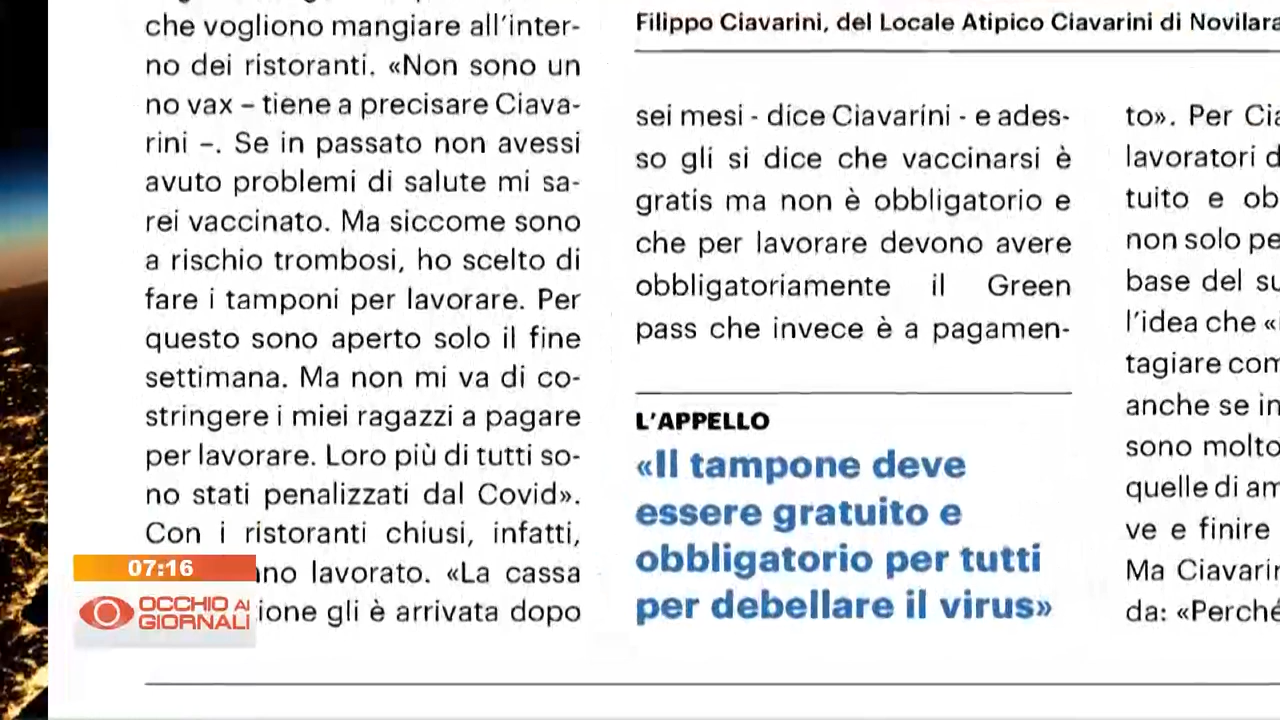 che vogliono mangiare all'inter-
no dei ristoranti. «Non sono un
no vax – tiene a precisare Ciava-
rini –. Se in passato non avessi
avuto problemi di salute mi sa-
rei vaccinato. Ma siccome sono
a rischio trombosi, ho scelto di
fare i tamponi per lavorare. Per
questo sono aperto solo il fine
settimana. Ma non mi va di co-
stringere i miei ragazzi a pagare
per lavorare. Loro più di tutti so-
no stati penalizzati dal Covid».
Con i ristoranti chiusi, infatti,
nno lavorato. «La cassa
ione gli è arrivata dopo
Filippo Ciavarini, del Locale Atipico Ciavarini di Novilara
sei mesi - dice Ciavaríni - e ades-
so gli si dice che vaccinarsi è
gratis ma non è obbligatorio e
che per lavorare devono avere
obbligatoriamente il Green
pass che invece è a pagamen-
L'APPELLO
«Il tampone deve
essere gratuito e
obbligatorio per tutti
per debellare il virus»
to». Per Cia
lavoratori d
tuito e ob
non solo pe
base del su
l'idea che «
tagiare com
anche se in
sono molto
quelle di am
ve e finire
Ma Ciavarin
da: «Perché
07:16
OCCHIO AI
GIORNALI